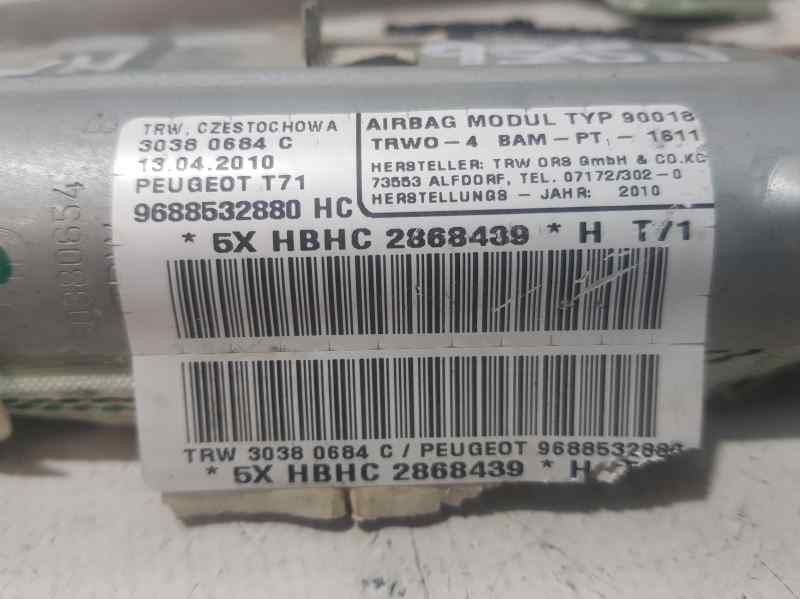 TRW, CZESTOCHOWA
3038 0684 C
13.04.2010
PEUGEOT T71
9688532880 HC
AIRBAG MODUL TYP 90018
TRWO-4 BAM-PT - 1611
HERSTELLER: TRW ORS GmbH & CO.KG
73553 ALFDORF, TEL. 07172/302-0
HERSTELLUNGS - JAHR: 2010
* 5X HBHC 2868439 * H T71
TRW 3038 0684 C / PEUGEOT 9688532880
* 5X HBHC 2868439 * H
30380654